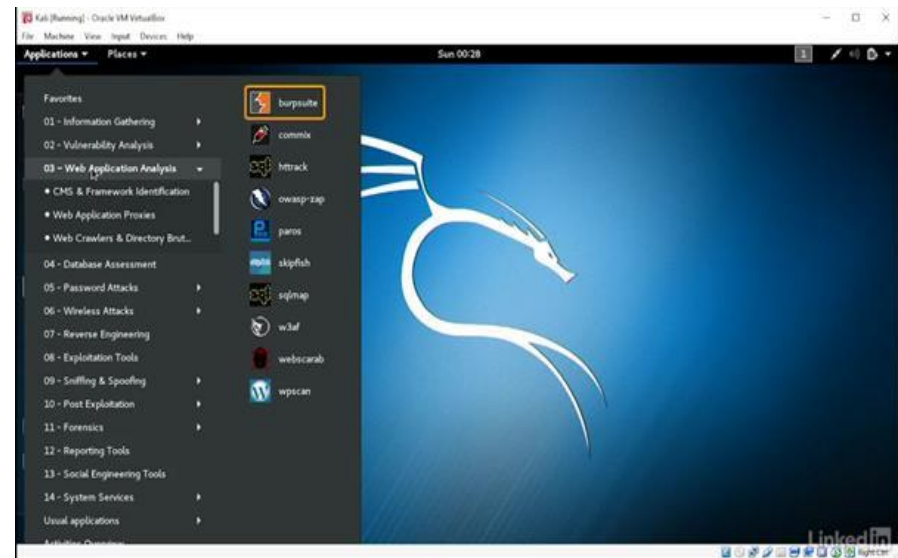 Kali [Running] - Oracle VM VirtualBox
File Machine View Input Devices Help
Applications Places Sun 00:28 1
Favorites
01 - Information Gathering
02 - Vulnerability Analysis
03 - Web Application Analysis
• CMS & Framework Identification
• Web Application Proxies
• Web Crawlers & Directory Brut...
04 - Database Assessment
05 - Password Attacks
06 - Wireless Attacks
07 - Reverse Engineering
08 - Exploitation Tools
09 - Sniffing & Spoofing
10 - Post Exploitation
11 - Forensics
12 - Reporting Tools
13 - Social Engineering Tools
14 - System Services
Usual applications
Activities Overview
burpsuite
commix
httrack
owasp-zap
paros
skipfish
sqlmap
w3af
webscarab
wpscan
LinkedIn
Right Ctrl